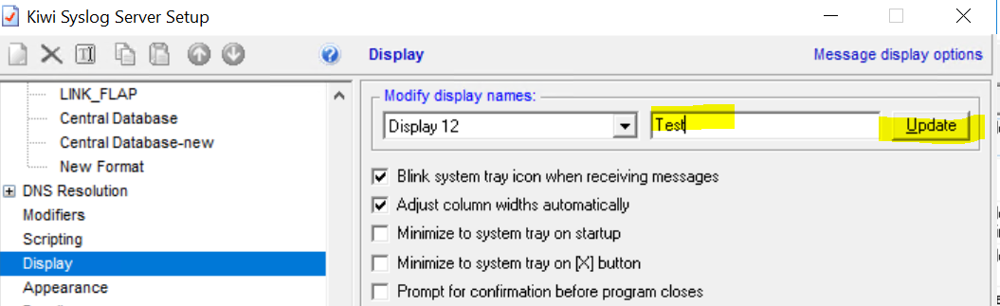 Kiwi Syslog Server Setup
Display
Message display options
LINK_FLAP
Central Database
Central Database-new
New Format
DNS Resolution
Modifiers
Scripting
Display
Appearance
Modify display names:
Display 12
Test
Update
Blink system tray icon when receiving messages
Adjust column widths automatically
Minimize to system tray on startup
Minimize to system tray on [X] button
Prompt for confirmation before program closes